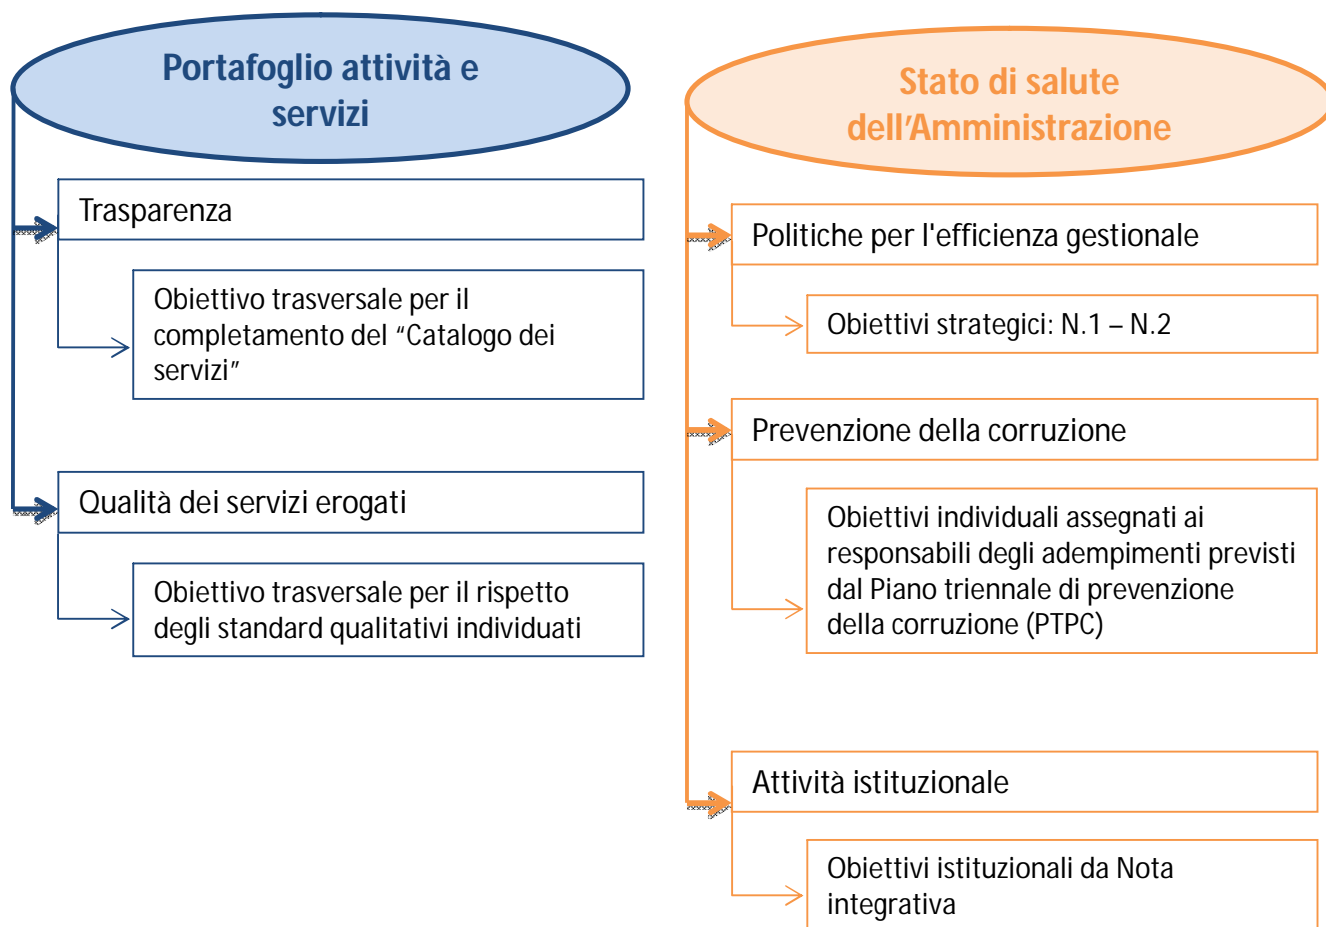 Portafoglio attività e
servizi
Trasparenza
Obiettivo trasversale per il
completamento del “Catalogo dei
servizi”
Qualità dei servizi erogati
Obiettivo trasversale per il rispetto
degli standard qualitativi individuati
Stato di salute
dell’Amministrazione
Politiche per l'efficienza gestionale
Obiettivi strategici: N.1 – N.2
Prevenzione della corruzione
Obiettivi individuali assegnati ai
responsabili degli adempimenti previsti
dal Piano triennale di prevenzione
della corruzione (PTPC)
Attività istituzionale
Obiettivi istituzionali da Nota
integrativa